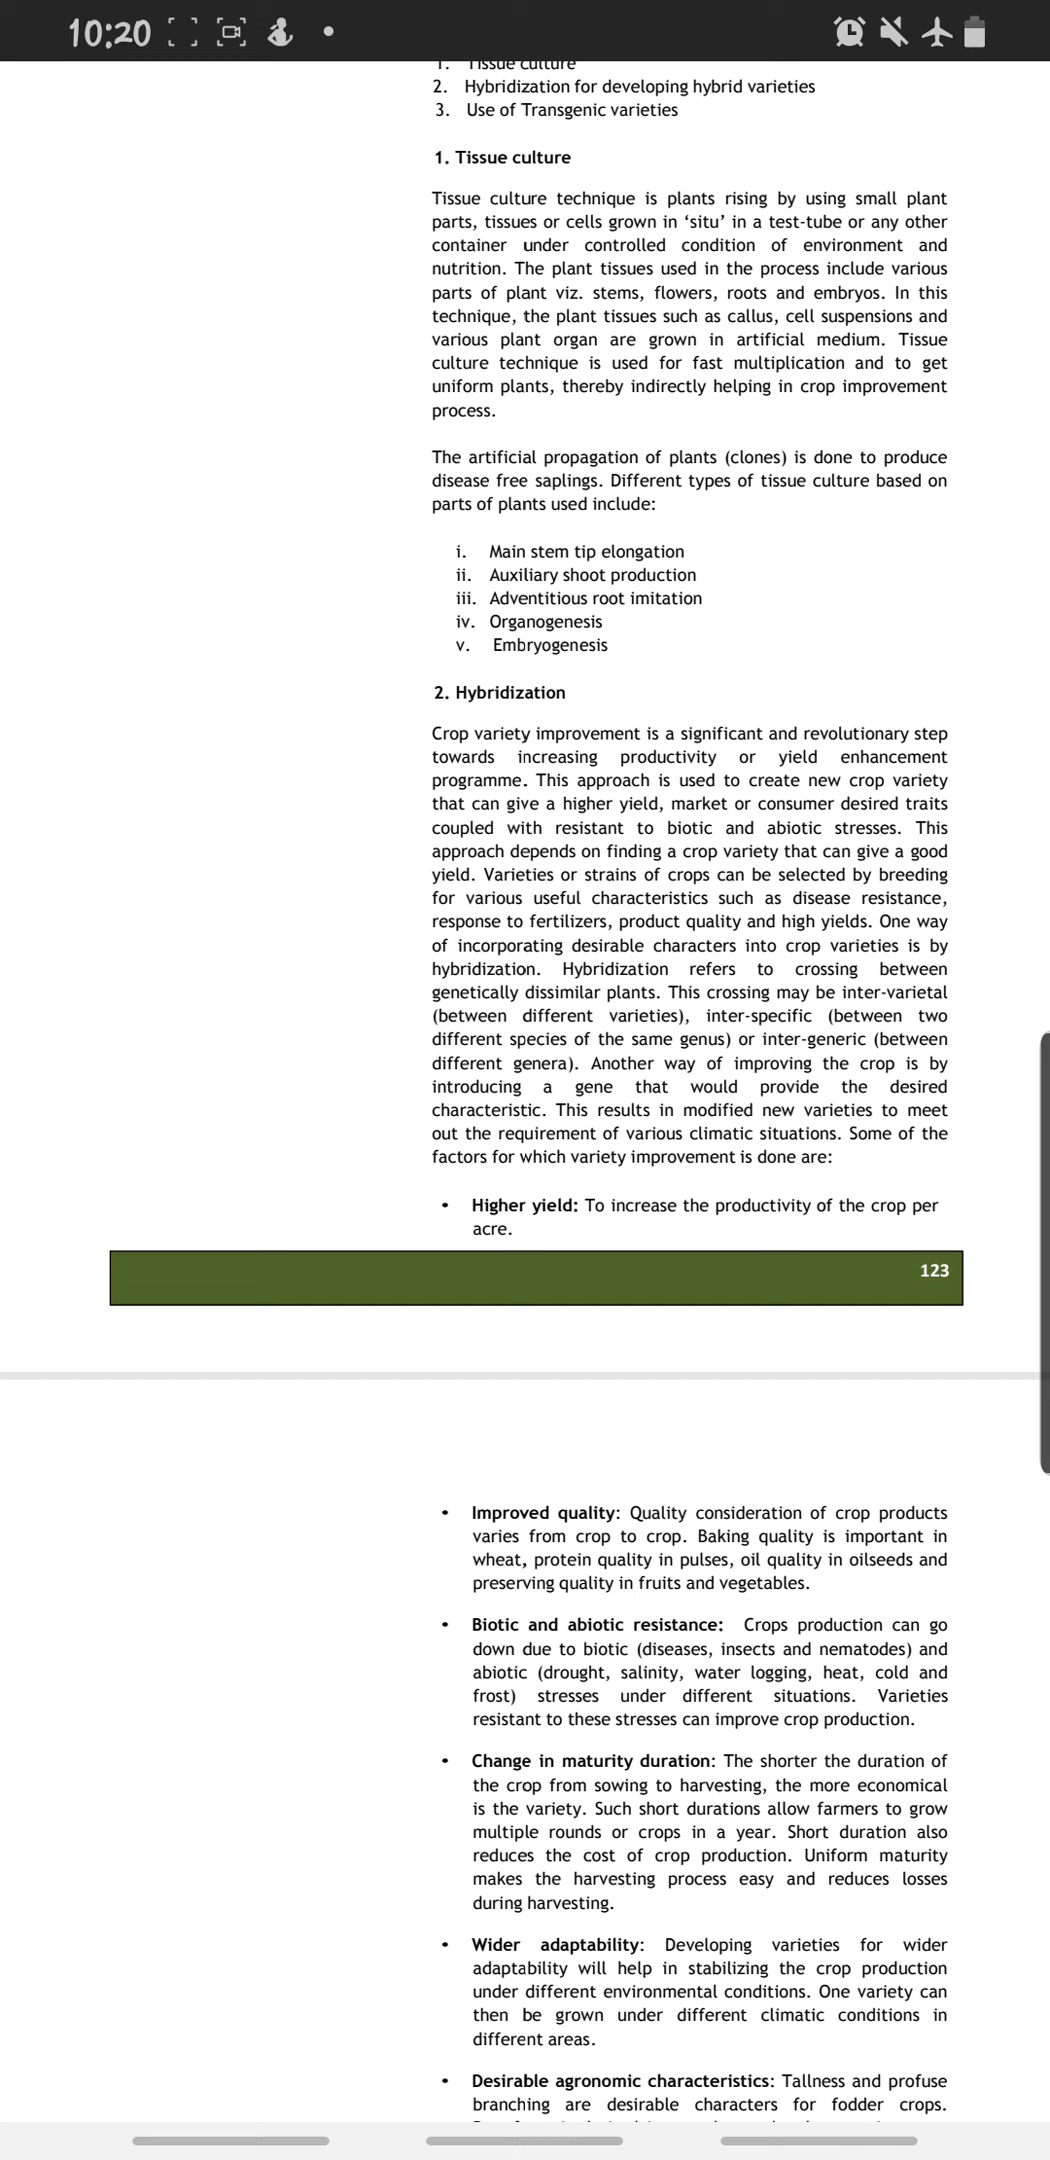 10:20
1. Tissue culture
2. Hybridization for developing hybrid varieties
3. Use of Transgenic varieties
1. Tissue culture
Tissue culture technique is plants rising by using small plant
parts, tissues or cells grown in ‘situ’ in a test-tube or any other
container under controlled condition of environment and
nutrition. The plant tissues used in the process include various
parts of plant viz. stems, flowers, roots and embryos. In this
technique, the plant tissues such as callus, cell suspensions and
various plant organ are grown in artificial medium. Tissue
culture technique is used for fast multiplication and to get
uniform plants, thereby indirectly helping in crop improvement
process.
The artificial propagation of plants (clones) is done to produce
disease free saplings. Different types of tissue culture based on
parts of plants used include:
i. Main stem tip elongation
ii. Auxiliary shoot production
iii. Adventitious root imitation
iv. Organogenesis
v. Embryogenesis
2. Hybridization
Crop variety improvement is a significant and revolutionary step
towards increasing productivity or yield enhancement
programme. This approach is used to create new crop variety
that can give a higher yield, market or consumer desired traits
coupled with resistant to biotic and abiotic stresses. This
approach depends on finding a crop variety that can give a good
yield. Varieties or strains of crops can be selected by breeding
for various useful characteristics such as disease resistance,
response to fertilizers, product quality and high yields. One way
of incorporating desirable characters into crop varieties is by
hybridization. Hybridization refers to crossing between
genetically dissimilar plants. This crossing may be inter-varietal
(between different varieties), inter-specific (between two
different species of the same genus) or inter-generic (between
different genera). Another way of improving the crop is by
introducing a gene that would provide the desired
characteristic. This results in modified new varieties to meet
out the requirement of various climatic situations. Some of the
factors for which variety improvement is done are:
• Higher yield: To increase the productivity of the crop per
acre.
123
• Improved quality: Quality consideration of crop products
varies from crop to crop. Baking quality is important in
wheat, protein quality in pulses, oil quality in oilseeds and
preserving quality in fruits and vegetables.
• Biotic and abiotic resistance: Crops production can go
down due to biotic (diseases, insects and nematodes) and
abiotic (drought, salinity, water logging, heat, cold and
frost) stresses under different situations. Varieties
resistant to these stresses can improve crop production.
• Change in maturity duration: The shorter the duration of
the crop from sowing to harvesting, the more economical
is the variety. Such short durations allow farmers to grow
multiple rounds or crops in a year. Short duration also
reduces the cost of crop production. Uniform maturity
makes the harvesting process easy and reduces losses
during harvesting.
• Wider adaptability: Developing varieties for wider
adaptability will help in stabilizing the crop production
under different environmental conditions. One variety can
then be grown under different climatic conditions in
different areas.
• Desirable agronomic characteristics: Tallness and profuse
branching are desirable characters for fodder crops.